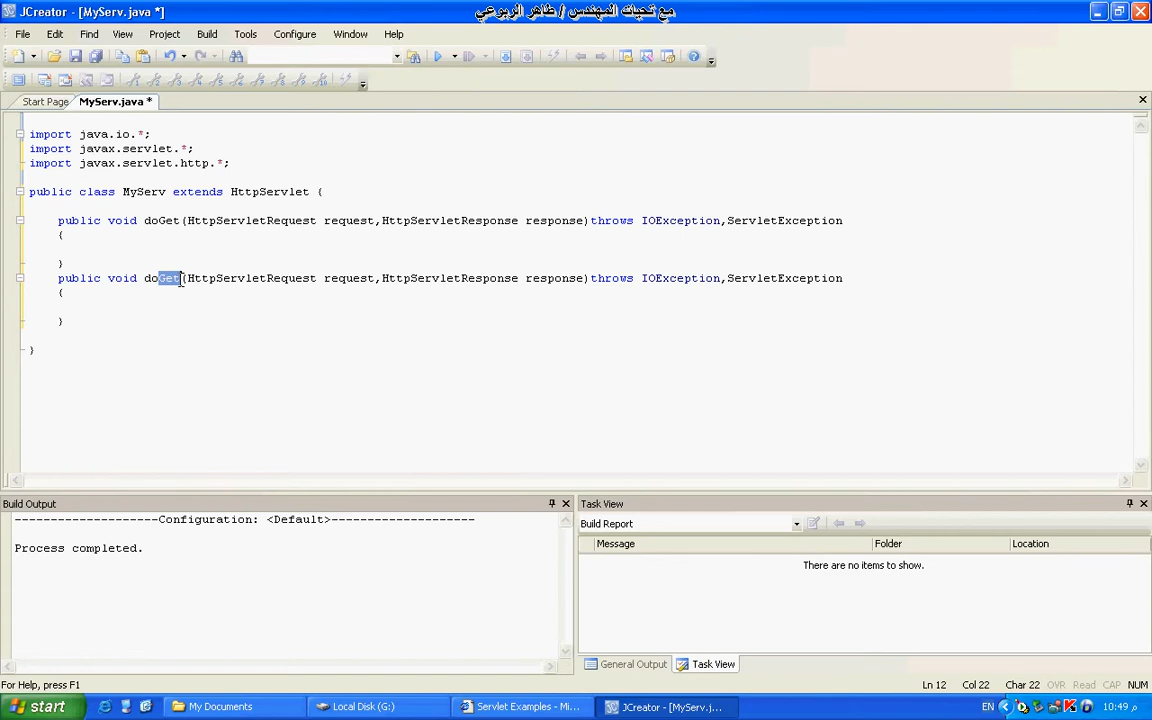 JCreator - [MyServ.java *]
مع تحيات المهندس / طاهر الربوعي
File Edit Find View Project Build Tools Configure Window Help
Start Page MyServ.java *
import java.io.*;
import javax.servlet.*;
import javax.servlet.http.*;
public class MyServ extends HttpServlet {
public void doGet(HttpServletRequest request,HttpServletResponse response)throws IOException,ServletException
{
}
public void doGet(HttpServletRequest request,HttpServletResponse response)throws IOException,ServletException
{
}
}
Build Output
--------------------Configuration: <Default>--------------------
Process completed.
Task View
Build Report
Message Folder Location
There are no items to show.
General Output Task View
For Help, press F1
Ln 12 Col 22 Char 22 OVR Read CAP NUM
start My Documents Local Disk (G:) Servlet Examples - Mi... JCreator - [MyServ.j... EN 10:49 م